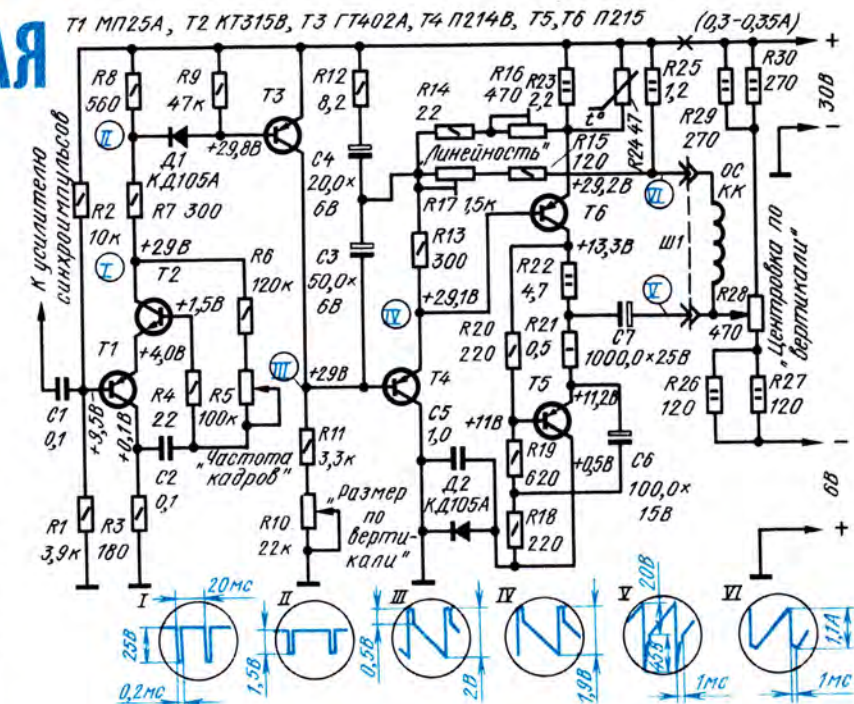 АЯ
Т1 МП25А, Т2 КТ315В, Т3 ГТ402А, Т4 П214В, Т5, Т6 П215
(0,3–0,35А)
+
30В
−
К усилителю
синхроимпульсов
R8
560
R9
47к
Т3
II
Д1
КД105А
+29,8В
R7 300
R2
10к
I
+29В
Т2
R6
120к
+1,5В
+4,0В
Т1
R4
22
R5
100к
С1
0,1
+3,5В
+0,1В
С2
0,1
"Частота
кадров"
R1
3,9к
R3
180
R12
8,2
С4
20,0×
6В
С3
50,0×
6В
III
+29В
R11
3,3к
R10
22к
"Размер
по
верти-
кали"
R14
22
R16
470
R23
2,2
t°
R24 47
"Линейность"
R15
120
R17 1,5к
+29,2В
R13
300
+29,1В
IV
Т4
Т6
+13,3В
R22
4,7
R20
220
R21
0,5
С7
1000,0×25В
Т5
+11В
+11,2В
+0,5В
R19
620
R18
220
С5
1,0
Д2
КД105А
С6
100,0×
15В
R25
1,2
R29
270
R30
270
VI
ОС
КК
Ш1
V
R28
470
"Центровка по
вертикали"
R26
120
R27
120
−
6В
+
I
20мс
25В
0,2мс
II
1,5В
III
0,5В
2В
IV
1,9В
V
20В
45В
1мс
VI
1,1А
1мс